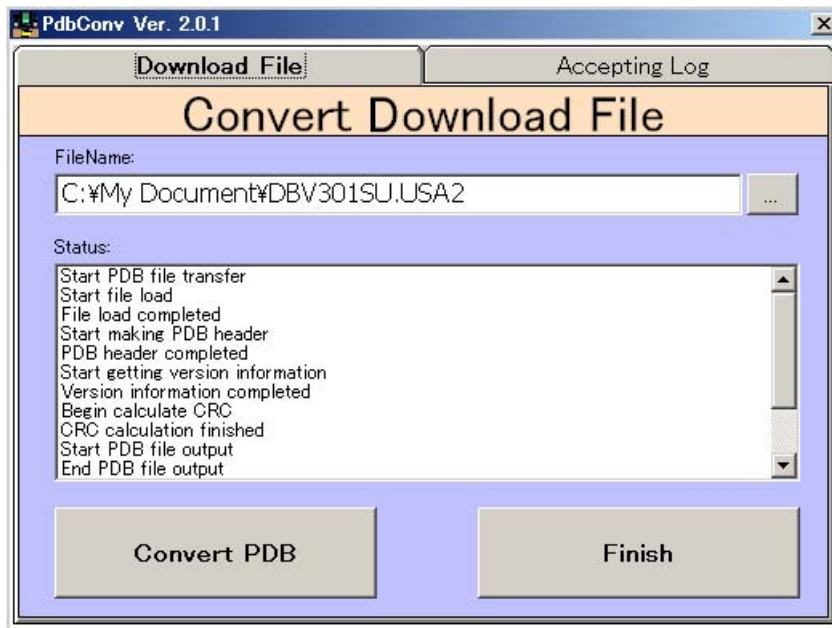 PdbConv Ver. 2.0.1
Download File
Accepting Log
Convert Download File
FileName:
C:¥My Document¥DBV301SU.USA2
...
Status:
Start PDB file transfer
Start file load
File load completed
Start making PDB header
PDB header completed
Start getting version information
Version information completed
Begin calculate CRC
CRC calculation finished
Start PDB file output
End PDB file output
Convert PDB
Finish